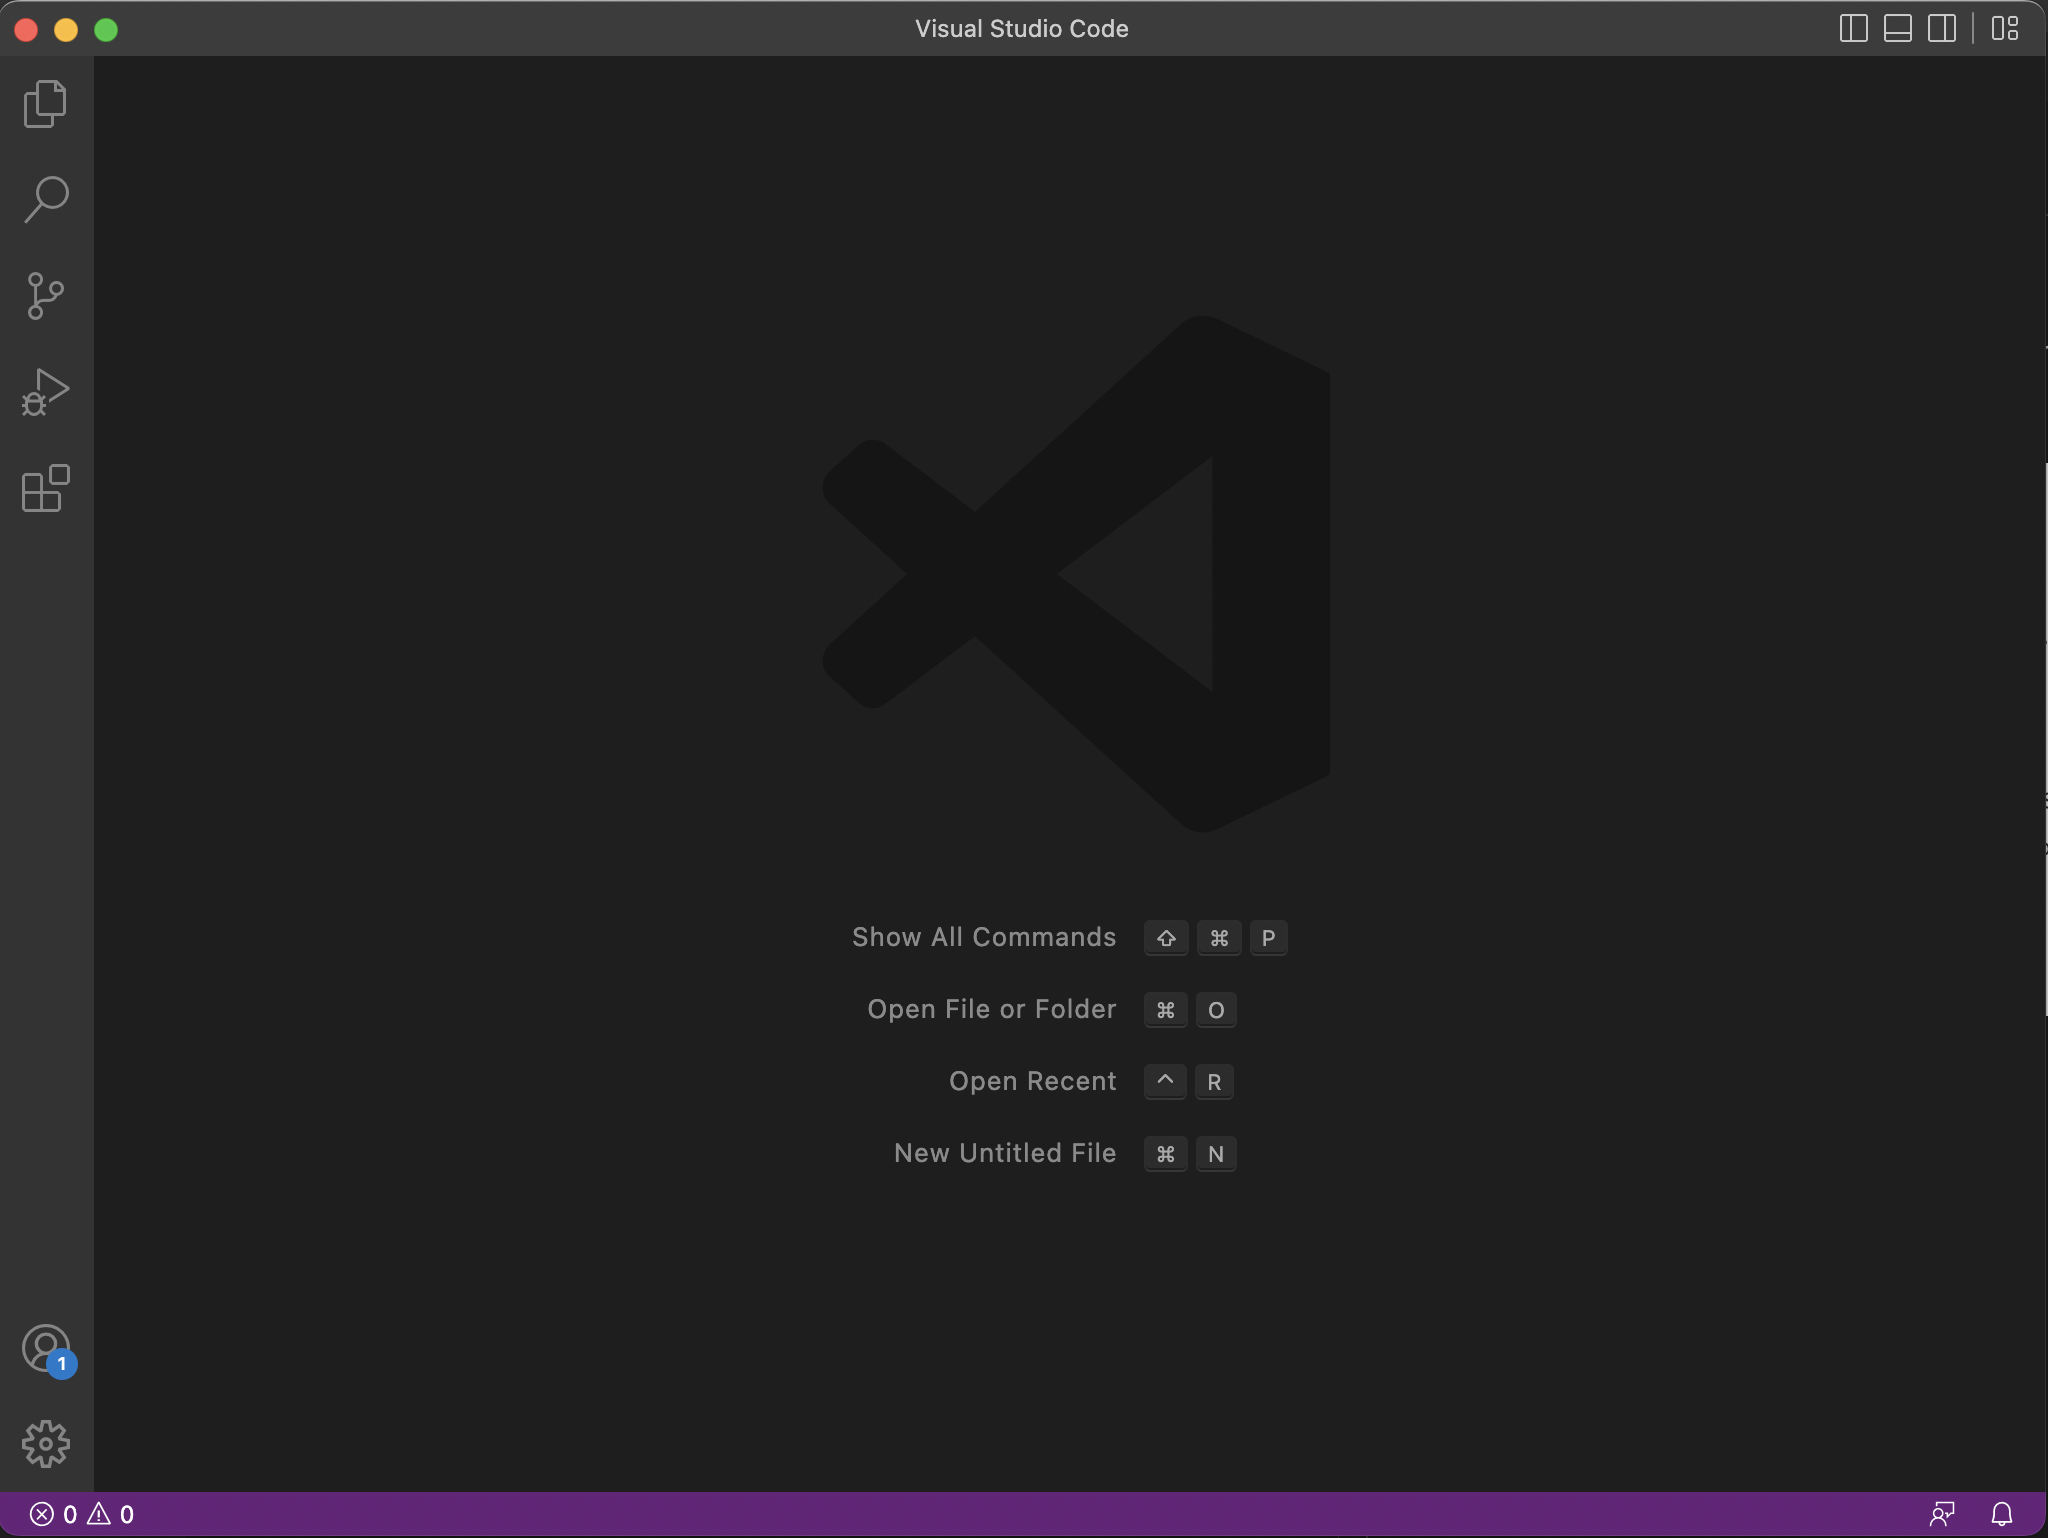 Visual Studio Code
Show All Commands ⇧ ⌘ P
Open File or Folder ⌘ O
Open Recent ^ R
New Untitled File ⌘ N
1
0 0